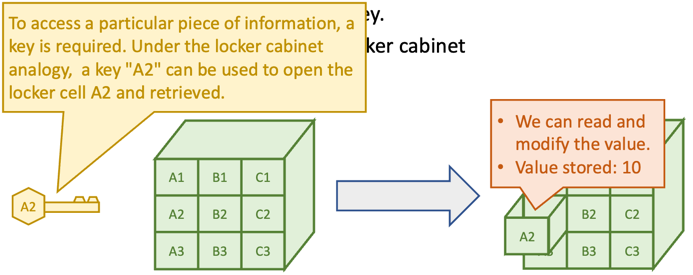 ey.
ker cabinet
To access a particular piece of information, a
key is required. Under the locker cabinet
analogy, a key "A2" can be used to open the
locker cell A2 and retrieved.
A2
A1 B1 C1
A2 B2 C2
A3 B3 C3
• We can read and
modify the value.
• Value stored: 10
B2 C2
A2
B3 C3